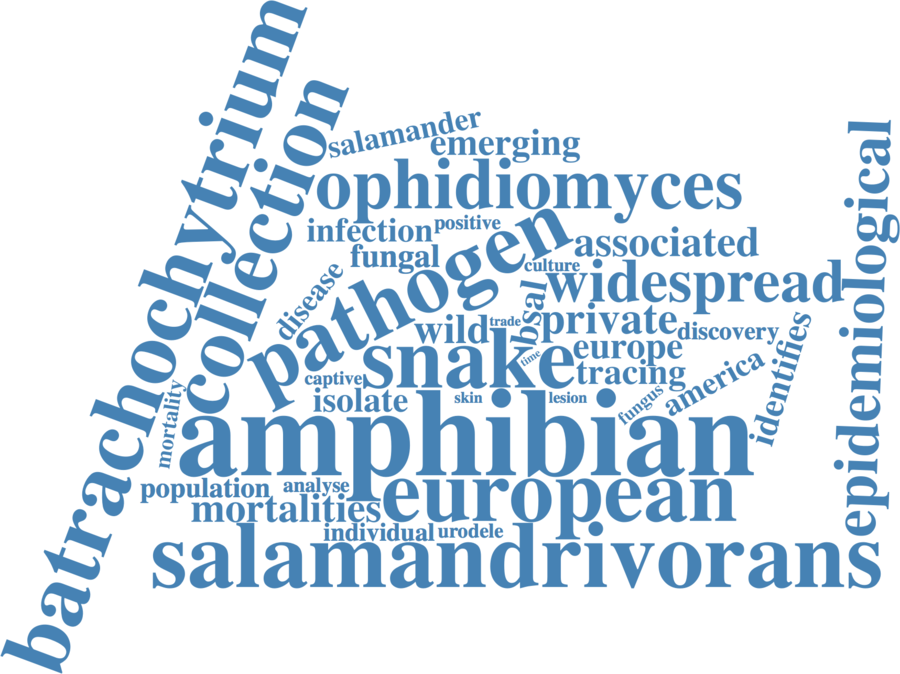 batrachochytrium
collection
salamander
emerging
ophidiomyces
infection
positive
pathogen
associated
fungal
culture
widespread
epidemiological
disease
bsal
wild
trade
private
discovery
snake
time
europe
identifies
captive
tracing
america
mortality
isolate
skin
lesion
fungus
amphibian
population
analyse
european
mortalities
individual
urodele
salamandrivorans